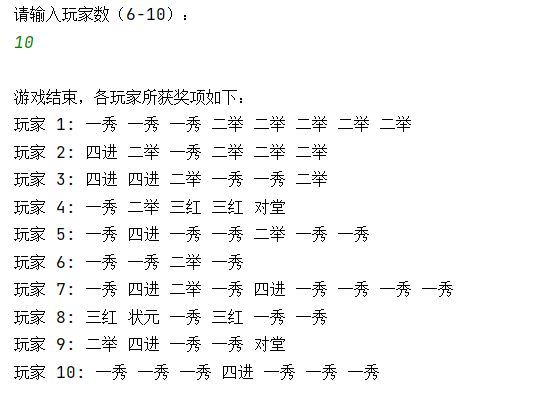 请输入玩家数（6-10）：
10
游戏结束，各玩家所获奖项如下：
玩家 1: 一秀 一秀 一秀 二举 二举 二举 二举 二举
玩家 2: 四进 二举 一秀 二举 二举 二举
玩家 3: 四进 四进 二举 一秀 一秀 二举
玩家 4: 一秀 二举 三红 三红 对堂
玩家 5: 一秀 四进 一秀 一秀 二举 一秀 一秀
玩家 6: 一秀 一秀 二举 一秀
玩家 7: 一秀 四进 二举 一秀 四进 一秀 一秀 一秀 一秀
玩家 8: 三红 状元 一秀 三红 一秀 一秀
玩家 9: 二举 四进 一秀 一秀 对堂
玩家 10: 一秀 一秀 一秀 四进 一秀 一秀 一秀